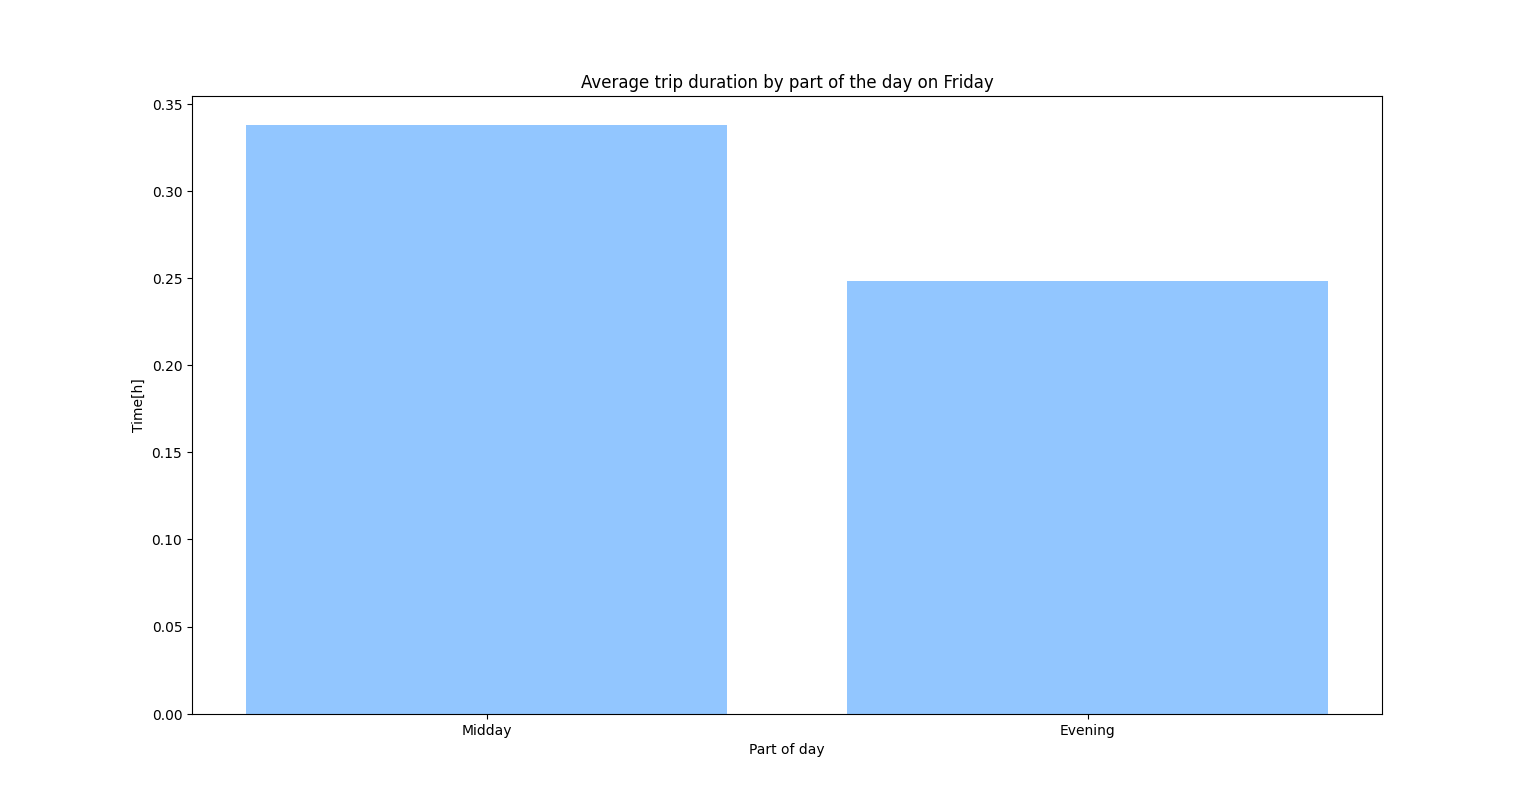 Average trip duration by part of the day on Friday
0.35
0.30
0.25
0.20
0.15
0.10
0.05
0.00
Time[h]
Midday
Evening
Part of day